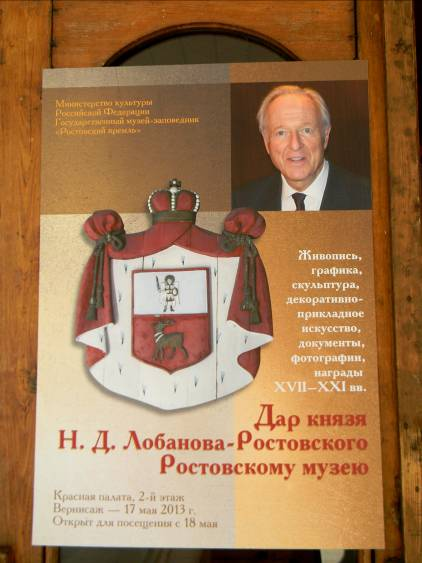 Министерство культуры
Российской Федерации
Государственный музей-заповедник
«Ростовский кремль»
Живопись,
графика,
скульптура,
декоративно-
прикладное
искусство,
документы,
фотографии,
награды
XVII–XXI вв.
Дар князя
Н. Д. Лобанова-Ростовского
Ростовскому музею
Красная палата, 2-й этаж
Вернисаж — 17 мая 2013 г.
Открыт для посещения с 18 мая